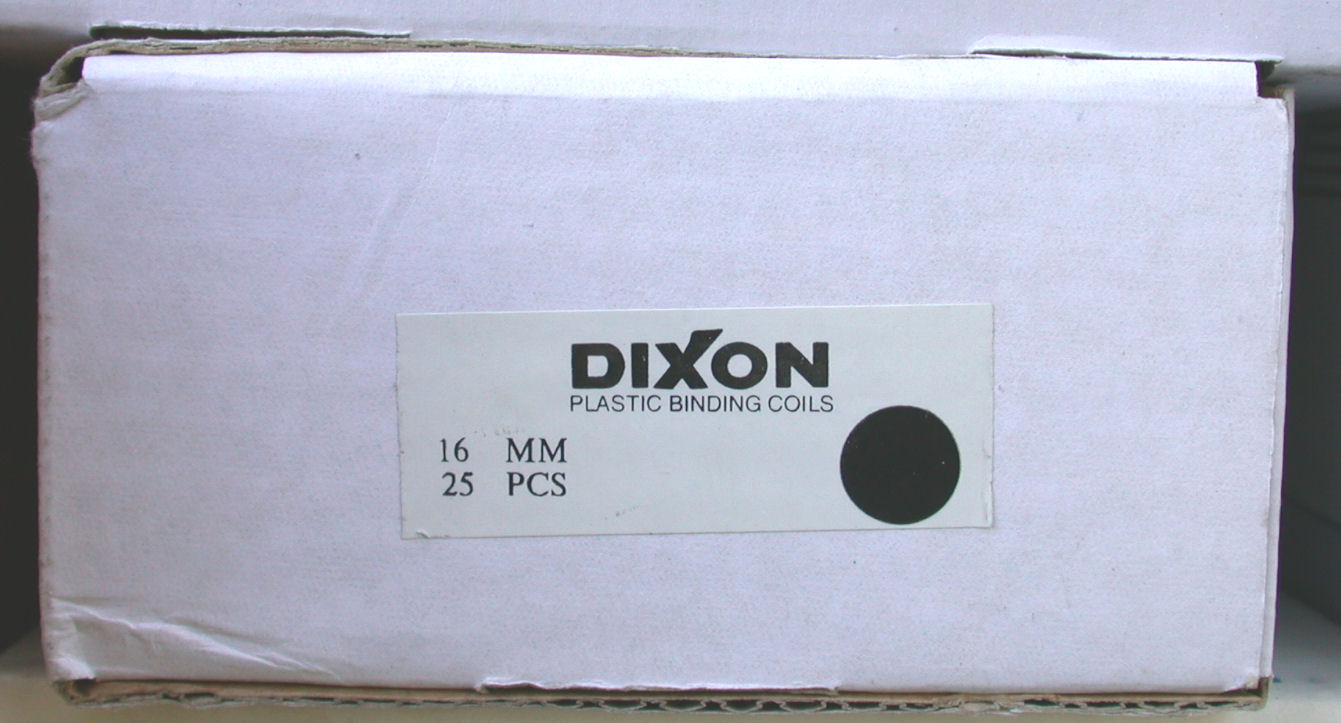 DIXON
PLASTIC BINDING COILS
16 MM
25 PCS